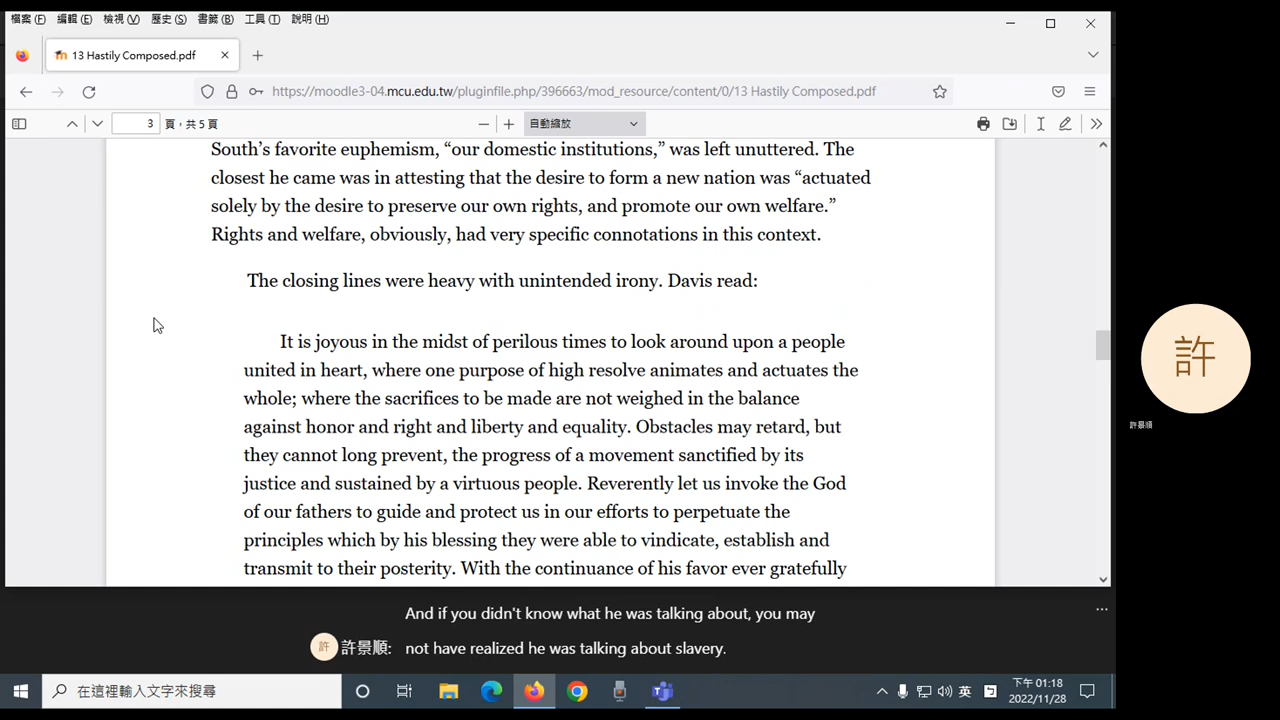 檔案(F) 編輯(E) 檢視(V) 歷史(S) 書籤(B) 工具(T) 說明(H)
13 Hastily Composed.pdf
https://moodle3-04.mcu.edu.tw/pluginfile.php/396663/mod_resource/content/0/13 Hastily Composed.pdf
3 頁，共 5 頁 自動縮放
South’s favorite euphemism, “our domestic institutions,” was left unuttered. The
closest he came was in attesting that the desire to form a new nation was “actuated
solely by the desire to preserve our own rights, and promote our own welfare.”
Rights and welfare, obviously, had very specific connotations in this context.
The closing lines were heavy with unintended irony. Davis read:
It is joyous in the midst of perilous times to look around upon a people
united in heart, where one purpose of high resolve animates and actuates the
whole; where the sacrifices to be made are not weighed in the balance
against honor and right and liberty and equality. Obstacles may retard, but
they cannot long prevent, the progress of a movement sanctified by its
justice and sustained by a virtuous people. Reverently let us invoke the God
of our fathers to guide and protect us in our efforts to perpetuate the
principles which by his blessing they were able to vindicate, establish and
transmit to their posterity. With the continuance of his favor ever gratefully
許
許景順
And if you didn't know what he was talking about, you may
許 許景順: not have realized he was talking about slavery.
在這裡輸入文字來搜尋
英
下午 01:18
2022/11/28